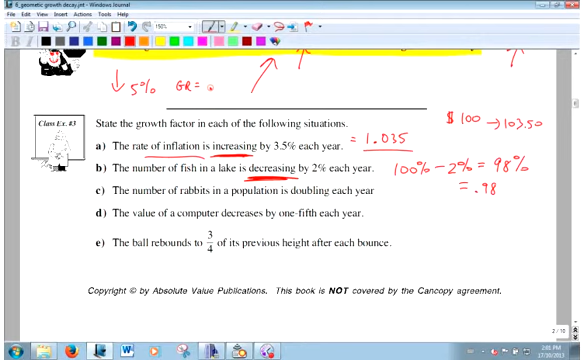 6_geometic growth decay.jnt - Windows Journal
File Edit View Insert Actions Tools Help
150%
B I
↓ 5% GR =
Class Ex. #3
State the growth factor in each of the following situations.
$100 → 103.50
a) The rate of inflation is increasing by 3.5% each year. = 1.035
b) The number of fish in a lake is decreasing by 2% each year. 100% - 2% = 98%
= .98
c) The number of rabbits in a population is doubling each year
d) The value of a computer decreases by one-fifth each year.
e) The ball rebounds to 3/4 of its previous height after each bounce.
Copyright © by Absolute Value Publications. This book is NOT covered by the Cancopy agreement.
2 / 10
2:01 PM
17/10/2013